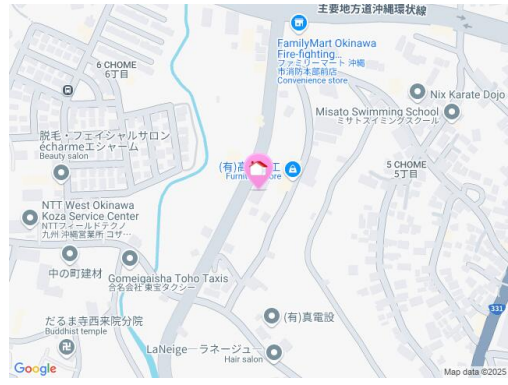 主要地方道沖縄環状線
FamilyMart Okinawa
Fire-fighting...
ファミリーマート 沖縄
市消防本部前店
Convenience store
6 CHOME
6丁目
Nix Karate Dojo
Misato Swimming School
ミサトスイミングスクール
脱毛・フェイシャルサロン
écharmeエシャーム
Beauty salon
5 CHOME
5丁目
(有)高
工
Furni
ore
NTT West Okinawa
Koza Service Center
NTTフィールドテクノ
九州 沖縄営業所 コザ…
中の町建材
Gomeigaisha Toho Taxis
合名会社 東宝タクシー
331
(有)真電設
だるま寺西来院分院
Buddhist temple
LaNeige―ラネージュ―
Hair salon
Google
Map data ©2025